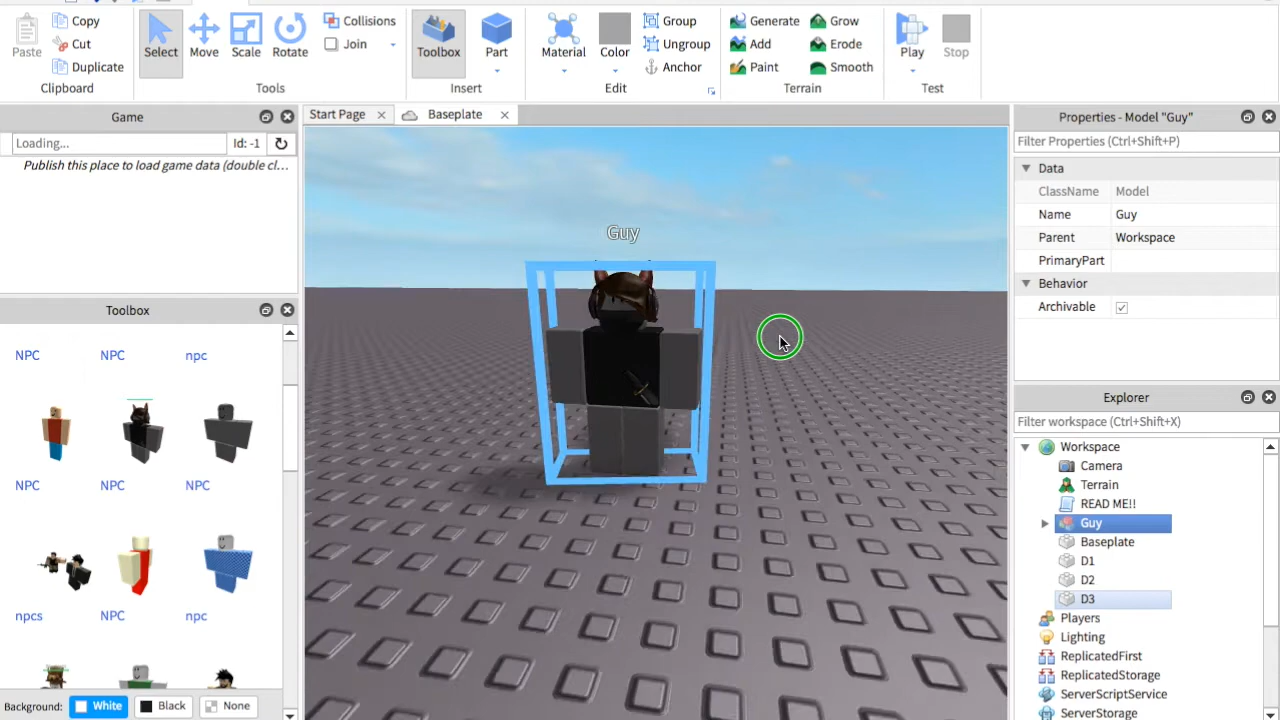 Paste
Copy
Cut
Duplicate
Clipboard
Select
Move
Scale
Rotate
Collisions
Join
Tools
Toolbox
Part
Insert
Material
Color
Group
Ungroup
Anchor
Edit
Generate
Add
Paint
Grow
Erode
Smooth
Terrain
Play
Stop
Test
Game
Loading...
Id: -1
Publish this place to load game data (double cl...
Toolbox
NPC NPC npc
NPC NPC NPC
npcs NPC npc
Background: White Black None
Start Page
Baseplate
Guy
Properties - Model "Guy"
Filter Properties (Ctrl+Shift+P)
Data
ClassName Model
Name Guy
Parent Workspace
PrimaryPart
Behavior
Archivable
Explorer
Filter workspace (Ctrl+Shift+X)
Workspace
Camera
Terrain
READ ME!!
Guy
Baseplate
D1
D2
D3
Players
Lighting
ReplicatedFirst
ReplicatedStorage
ServerScriptService
ServerStorage